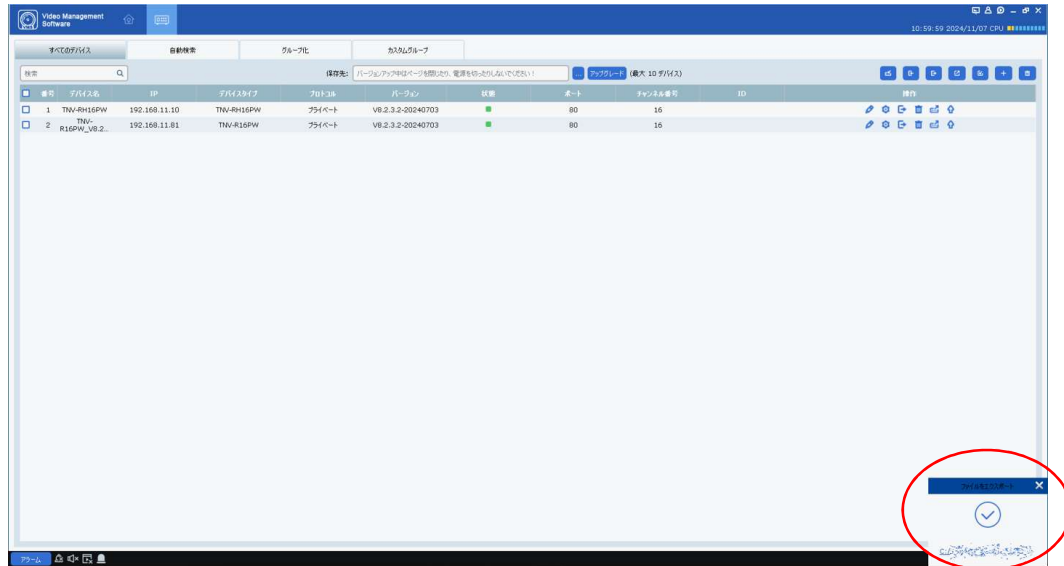 Video Management
Software
10:59:59 2024/11/07 CPU
すべてのデバイス 自動検索 グループ化 カスタムグループ
検索 保存先: バージョンアップ中はページを閉じたり、電源を切ったりしないでください! ... アップグレード (最大 10 デバイス)
番号 デバイス名 IP デバイスタイプ プロトコル バージョン 状態 ポート チャンネル番号 ID 操作
1 TNV-RH16PW 192.168.11.10 TNV-RH16PW プライベート V8.2.3.2-20240703 80 16
2 TNV-R16PW_V8.2... 192.168.11.81 TNV-R16PW プライベート V8.2.3.2-20240703 80 16
ファイルをエクスポート
アラーム